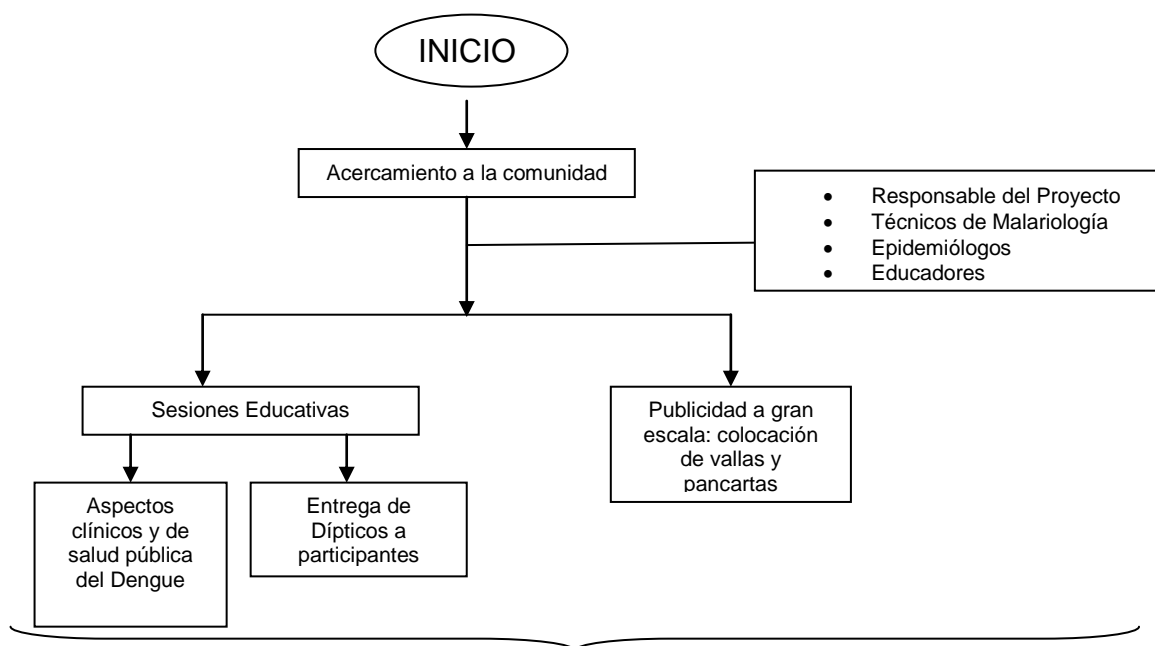 INICIO
Acercamiento a la comunidad
• Responsable del Proyecto
• Técnicos de Malariología
• Epidemiólogos
• Educadores
Sesiones Educativas
Publicidad a gran
escala: colocación
de vallas y
pancartas
Aspectos
clínicos y de
salud pública
del Dengue
Entrega de
Dípticos a
participantes